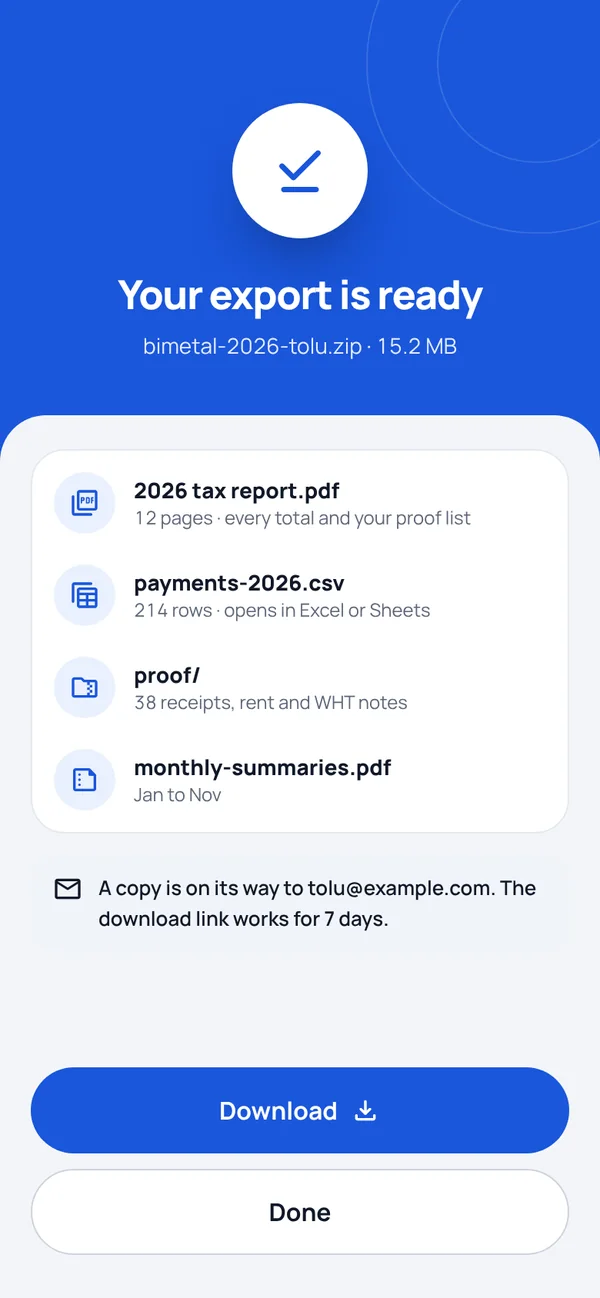 Your export is ready
bimetal-2026-tolu.zip · 15.2 MB
PDF
2026 tax report.pdf
12 pages · every total and your proof list
payments-2026.csv
214 rows · opens in Excel or Sheets
proof/
38 receipts, rent and WHT notes
monthly-summaries.pdf
Jan to Nov
A copy is on its way to tolu@example.com. The
download link works for 7 days.
Download
Done